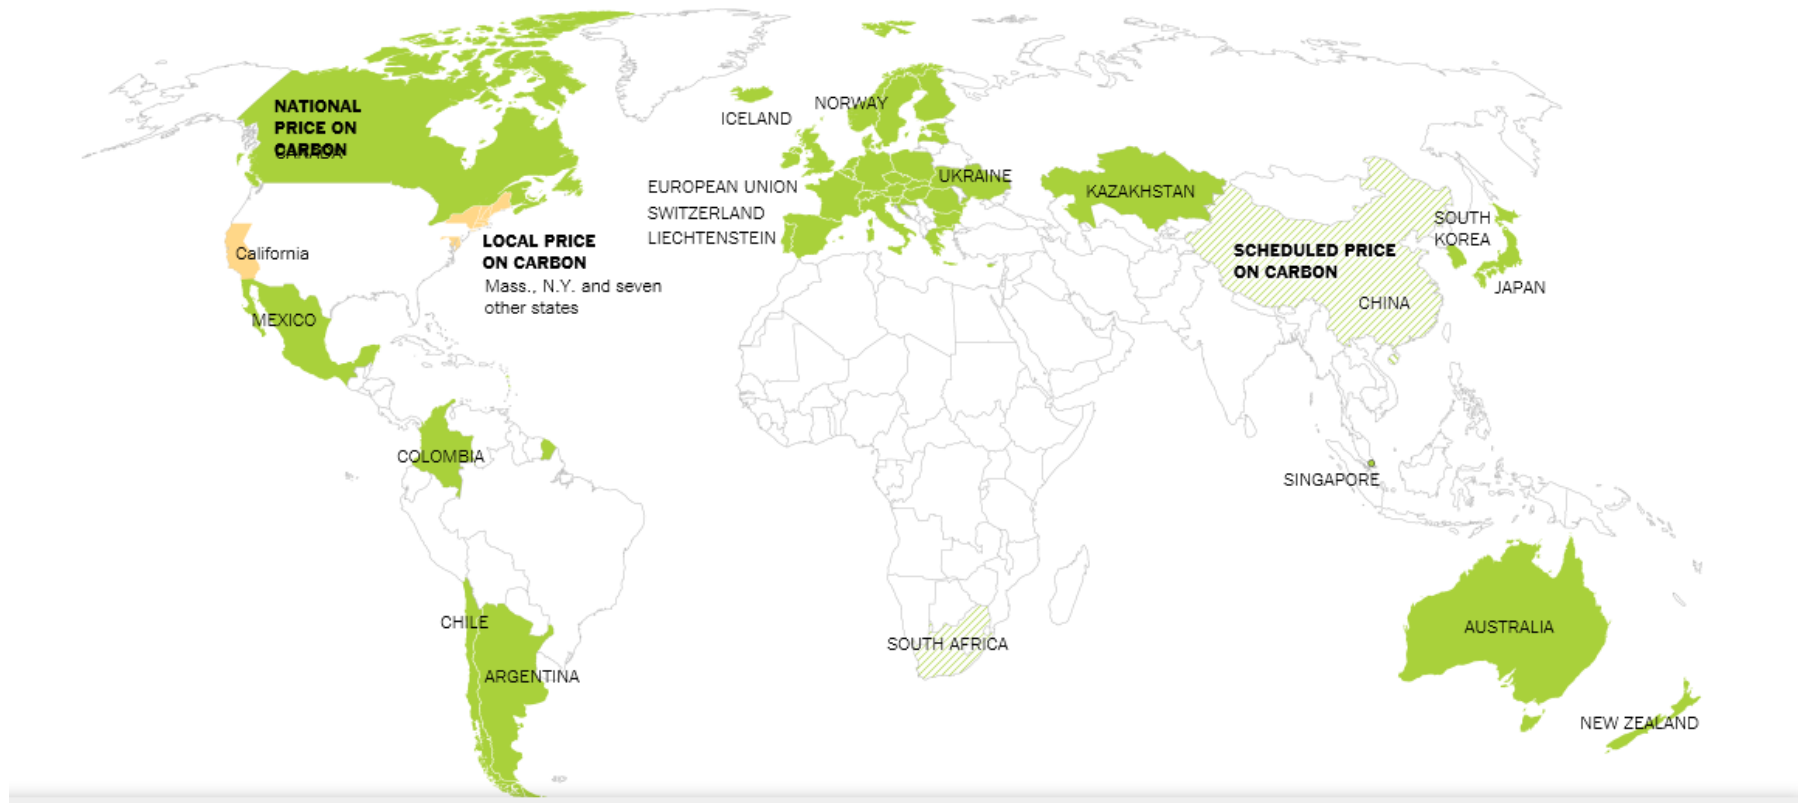 NATIONAL
PRICE ON
CARBON
CANADA
ICELAND
NORWAY
EUROPEAN UNION
SWITZERLAND
LIECHTENSTEIN
UKRAINE
KAZAKHSTAN
SOUTH
KOREA
JAPAN
SCHEDULED PRICE
ON CARBON
CHINA
California
LOCAL PRICE
ON CARBON
Mass., N.Y. and seven
other states
MEXICO
COLOMBIA
SINGAPORE
CHILE
ARGENTINA
SOUTH AFRICA
AUSTRALIA
NEW ZEALAND